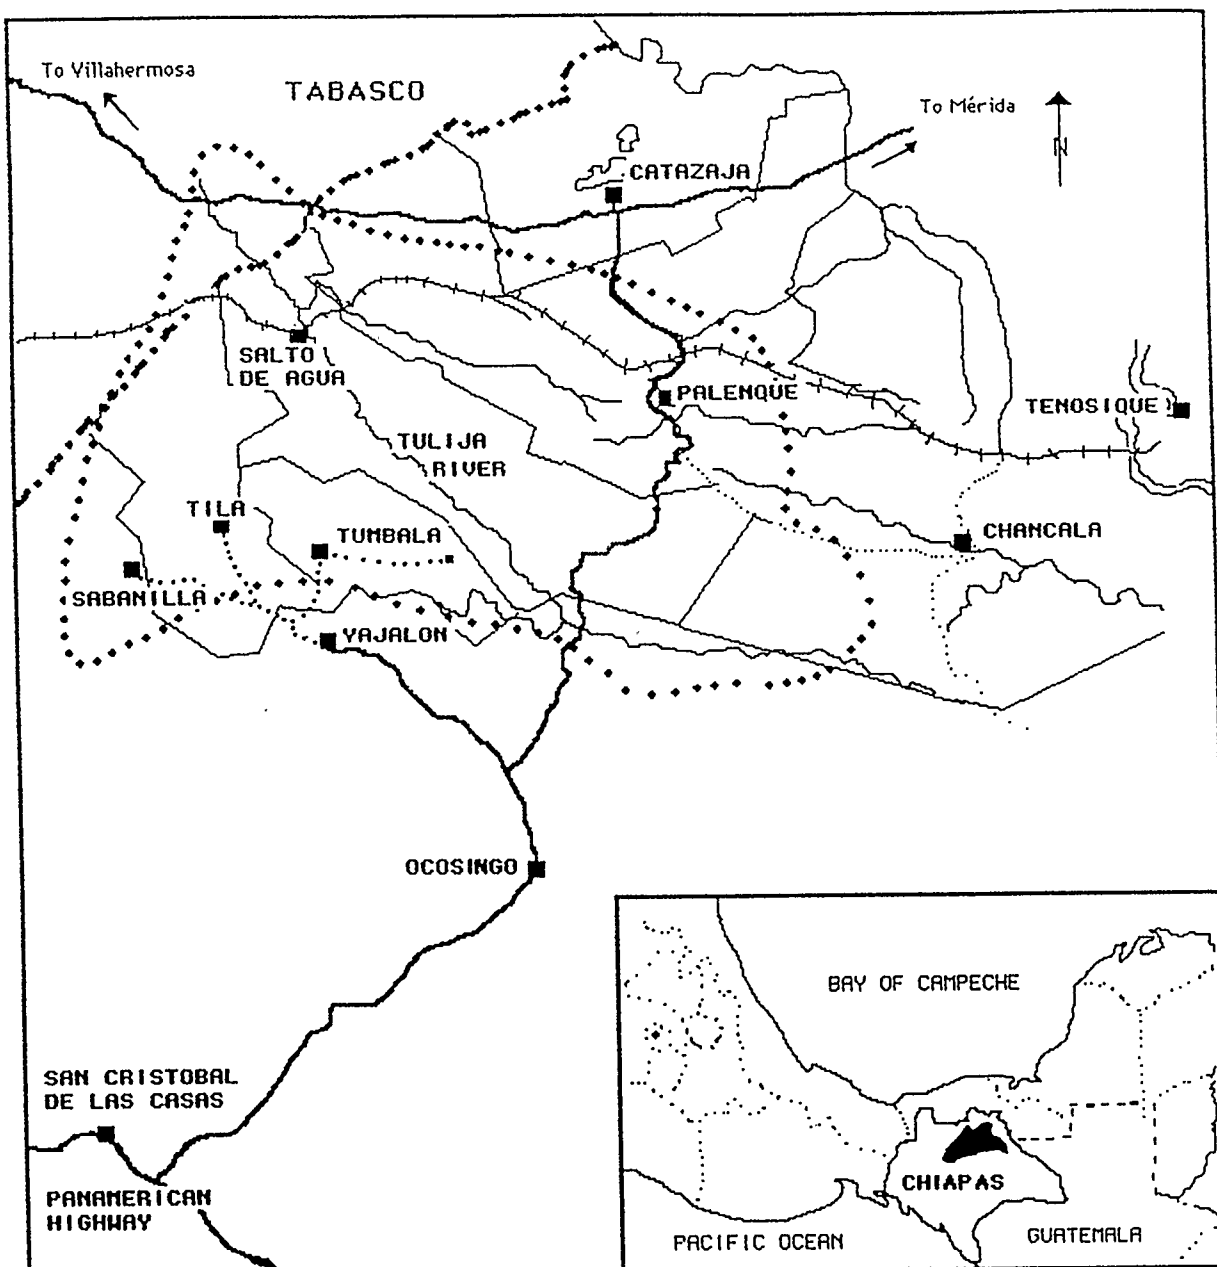 To Villahermosa
TABASCO
To Mérida
N
CATAZAJA
SALTO
DE AGUA
PALENQUE
TENOSIQUE
TULIJA
RIVER
TILA
TUMBALA
CHANCALA
SABANILLA
YAJALON
OCOSINGO
SAN CRISTOBAL
DE LAS CASAS
PANAMERICAN
HIGHWAY
BAY OF CAMPECHE
CHIAPAS
PACIFIC OCEAN
GUATEMALA